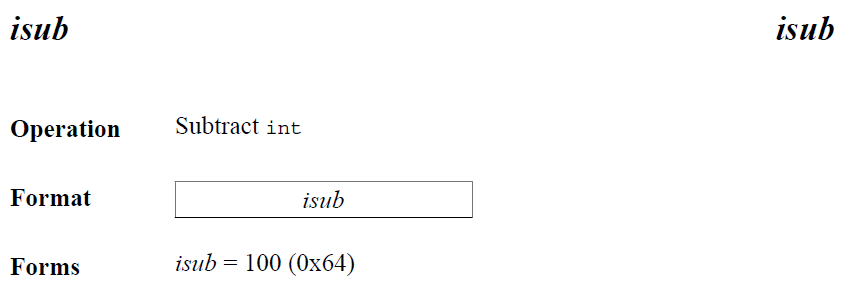 isub isub
Operation Subtract int
Format isub
Forms isub = 100 (0x64)